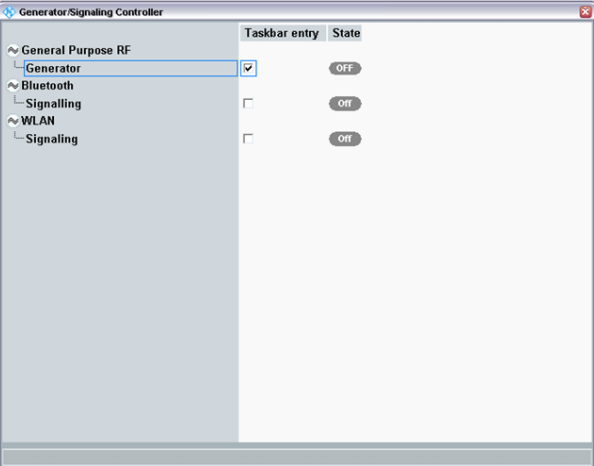 Generator/Signaling Controller
Taskbar entry State
General Purpose RF
Generator OFF
Bluetooth
Signalling Off
WLAN
Signaling Off